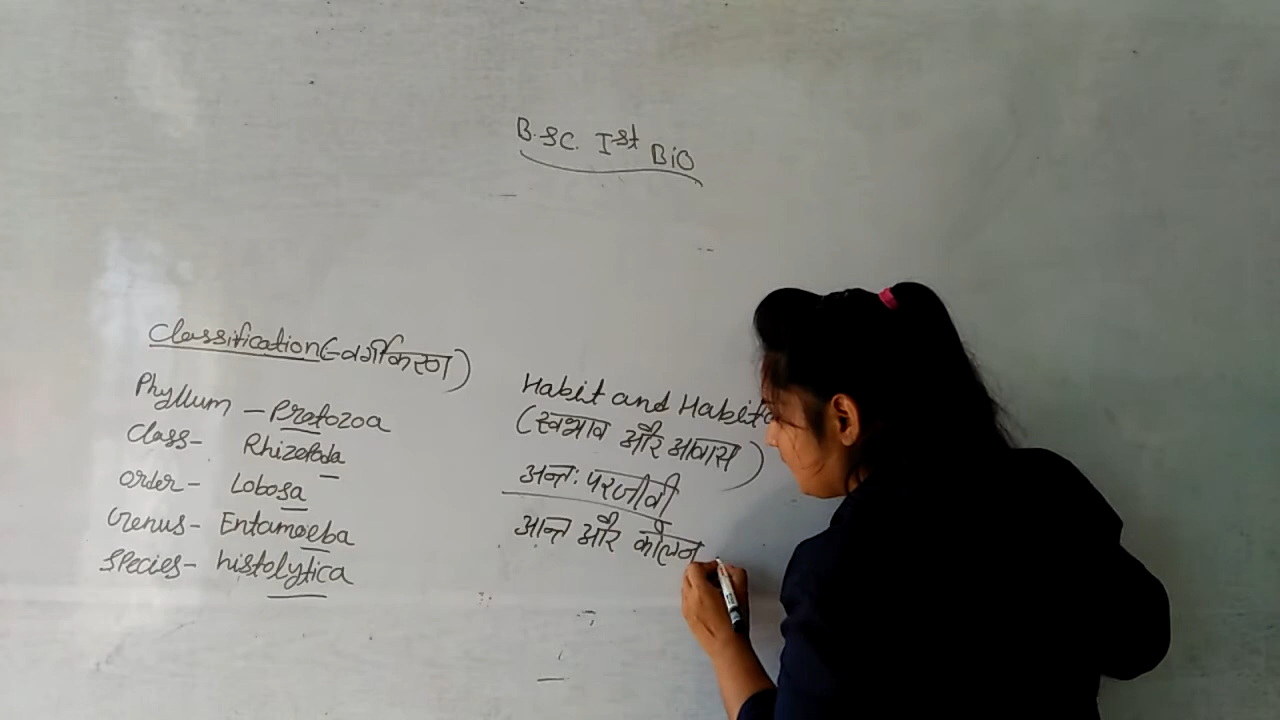 B.SC. Ist BiO
Classification(-वर्गीकरण)
Phyllum - Protozoa
Class- Rhizopoda
order- Lobosa
Genus- Entamoeba
Species- histolytica
Habit and Habita
(स्वभाव और आवास)
अन्त: परजीवी
आन्त और कोलन